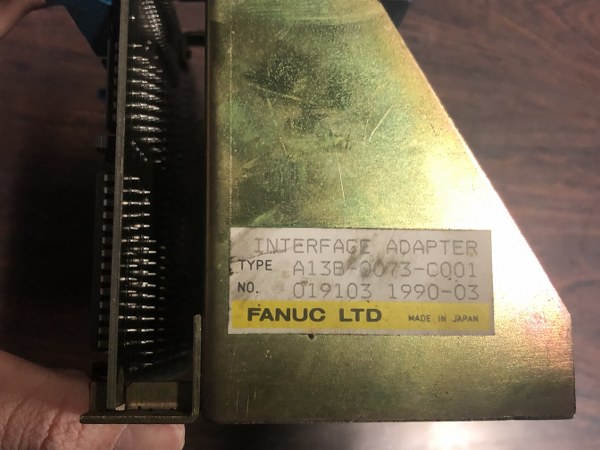 INTERFACE ADAPTER
TYPE A13B-0073-C001
NO. 019103 1990-03
FANUC LTD MADE IN JAPAN